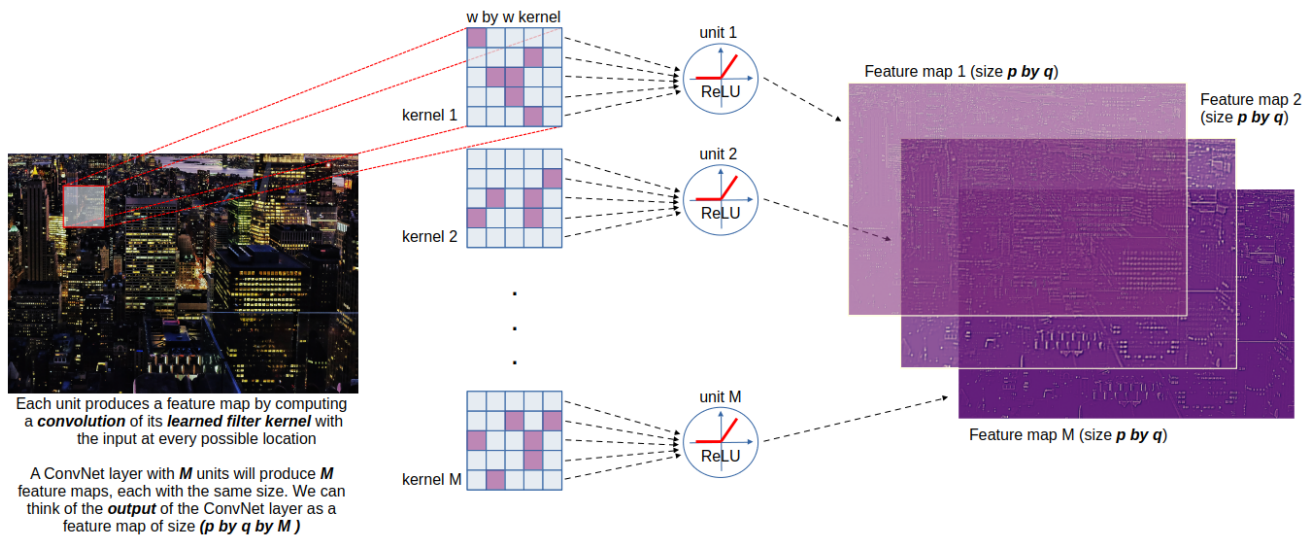 w by w kernel
unit 1
ReLU
kernel 1
Feature map 1 (size p by q)
Feature map 2
(size p by q)
unit 2
ReLU
kernel 2
.
.
.
unit M
ReLU
kernel M
Feature map M (size p by q)
Each unit produces a feature map by computing
a convolution of its learned filter kernel with
the input at every possible location
A ConvNet layer with M units will produce M
feature maps, each with the same size. We can
think of the output of the ConvNet layer as a
feature map of size (p by q by M )